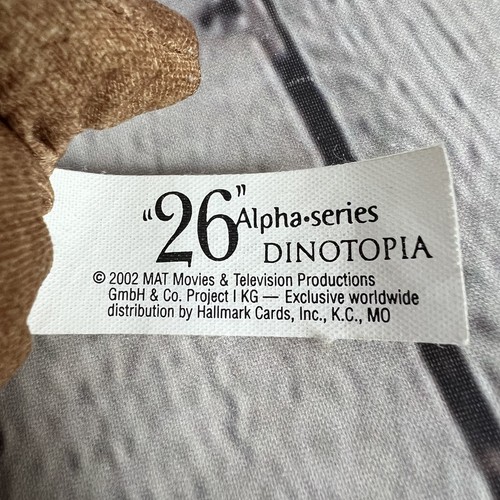 “26” Alpha•series
DINOTOPIA
© 2002 MAT Movies & Television Productions
GmbH & Co. Project I KG — Exclusive worldwide
distribution by Hallmark Cards, Inc., K.C., MO